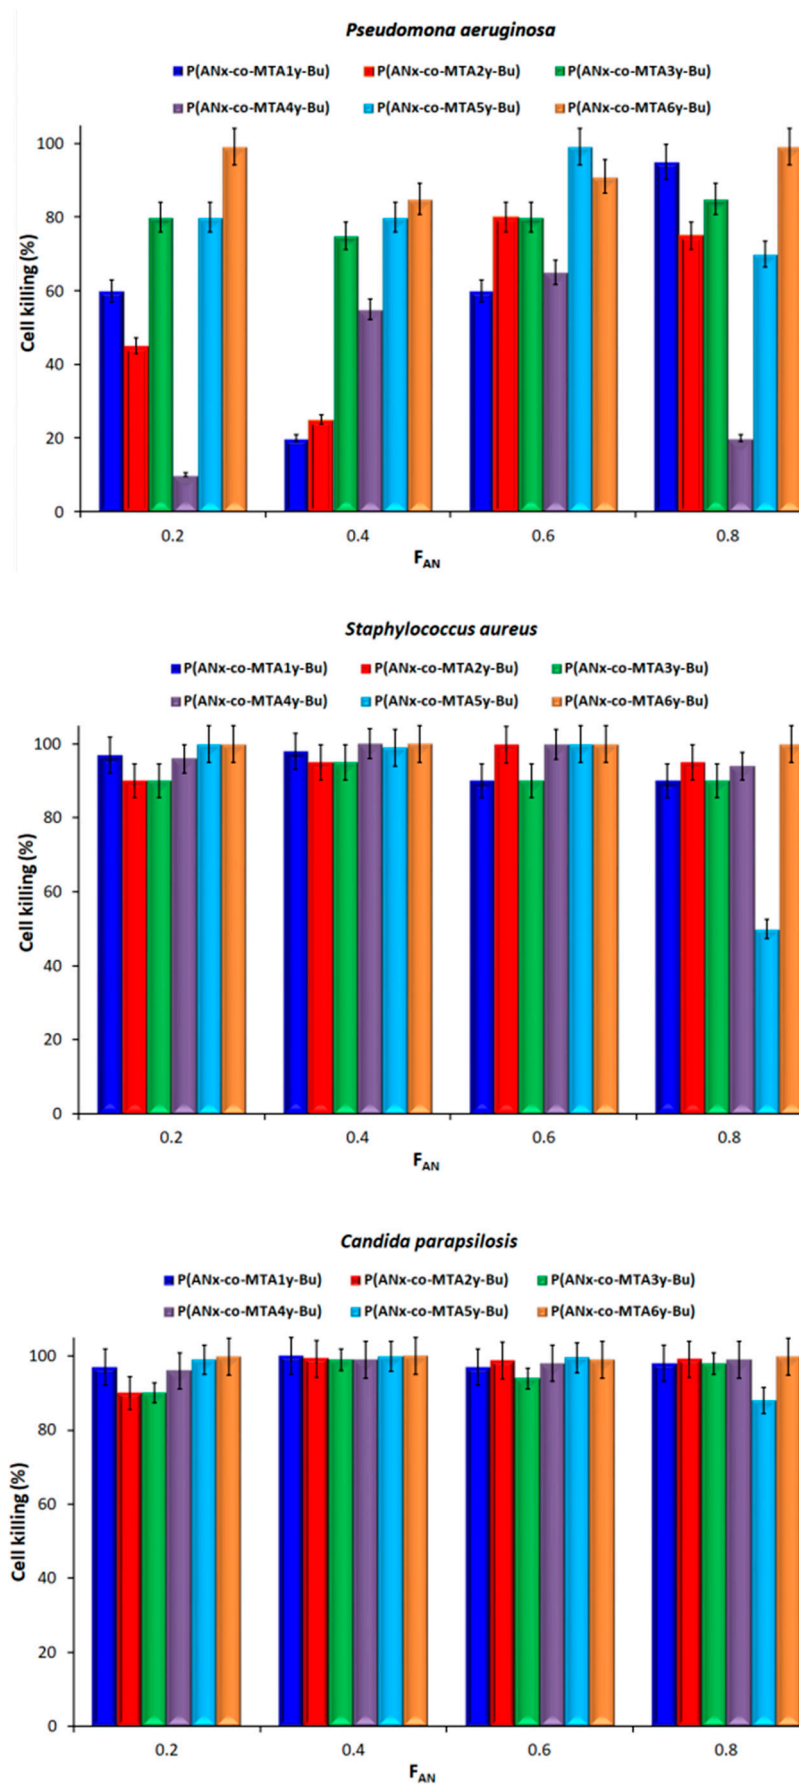 Pseudomona aeruginosa
P(ANx-co-MTA1y-Bu) P(ANx-co-MTA2y-Bu) P(ANx-co-MTA3y-Bu)
P(ANx-co-MTA4y-Bu) P(ANx-co-MTA5y-Bu) P(ANx-co-MTA6y-Bu)
Cell killing (%)
100
80
60
40
20
0
0.2 0.4 0.6 0.8
FAN
Staphylococcus aureus
P(ANx-co-MTA1y-Bu) P(ANx-co-MTA2y-Bu) P(ANx-co-MTA3y-Bu)
P(ANx-co-MTA4y-Bu) P(ANx-co-MTA5y-Bu) P(ANx-co-MTA6y-Bu)
Cell killing (%)
100
80
60
40
20
0
0.2 0.4 0.6 0.8
FAN
Candida parapsilosis
P(ANx-co-MTA1y-Bu) P(ANx-co-MTA2y-Bu) P(ANx-co-MTA3y-Bu)
P(ANx-co-MTA4y-Bu) P(ANx-co-MTA5y-Bu) P(ANx-co-MTA6y-Bu)
Cell killing (%)
100
80
60
40
20
0
0.2 0.4 0.6 0.8
FAN